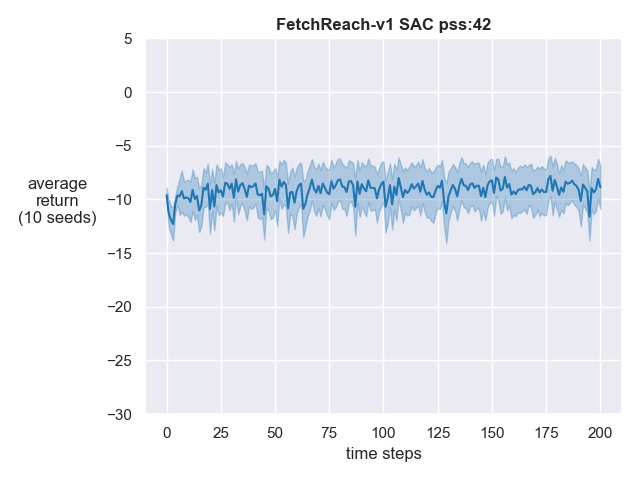 FetchReach-v1 SAC pss:42
5
0
−5
−10
−15
−20
−25
−30
average
return
(10 seeds)
0 25 50 75 100 125 150 175 200
time steps